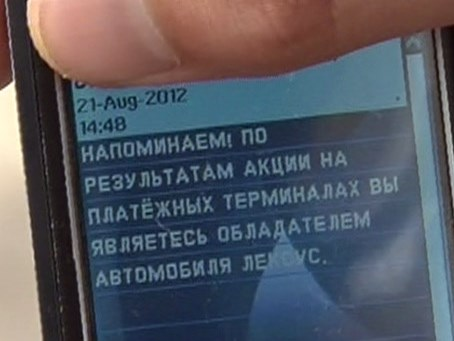 21-Aug-2012
14:48
НАПОМИНАЕМ! ПО
РЕЗУЛЬТАТАМ АКЦИИ НА
ПЛАТЁЖНЫХ ТЕРМИНАЛАХ ВЫ
ЯВЛЯЕТЕСЬ ОБЛАДАТЕЛЕМ
АВТОМОБИЛЯ ЛЕКСУС.